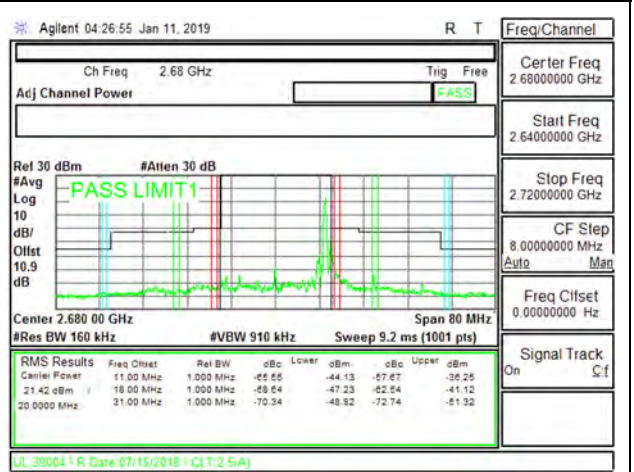 Agilent 04:26:55 Jan 11, 2019 R T
Freq/Channel
Ch Freq 2.68 GHz Trig Free
Adj Channel Power PASS
Center Freq
2.68000000 GHz
Start Freq
2.64000000 GHz
Stop Freq
2.72000000 GHz
CF Step
8.00000000 MHz
Auto Man
Freq Offset
0.00000000 Hz
Signal Track
On Off
Ref 30 dBm #Atten 30 dB
#Avg
Log
10
dB/
Offst
10.9
dB
PASS LIMIT1
Center 2.680 00 GHz Span 80 MHz
#Res BW 160 kHz #VBW 910 kHz Sweep 9.2 ms (1001 pts)
RMS Results Freq Offset Ref BW dBc Lower dBm dBc Upper dBm
Carrier Power 11.00 MHz 1.000 MHz -65.55 -44.13 -57.67 -36.25
21.42 dBm / 18.00 MHz 1.000 MHz -68.64 -47.23 -62.54 -41.12
20.0000 MHz 31.00 MHz 1.000 MHz -70.34 -48.92 -72.74 -51.32